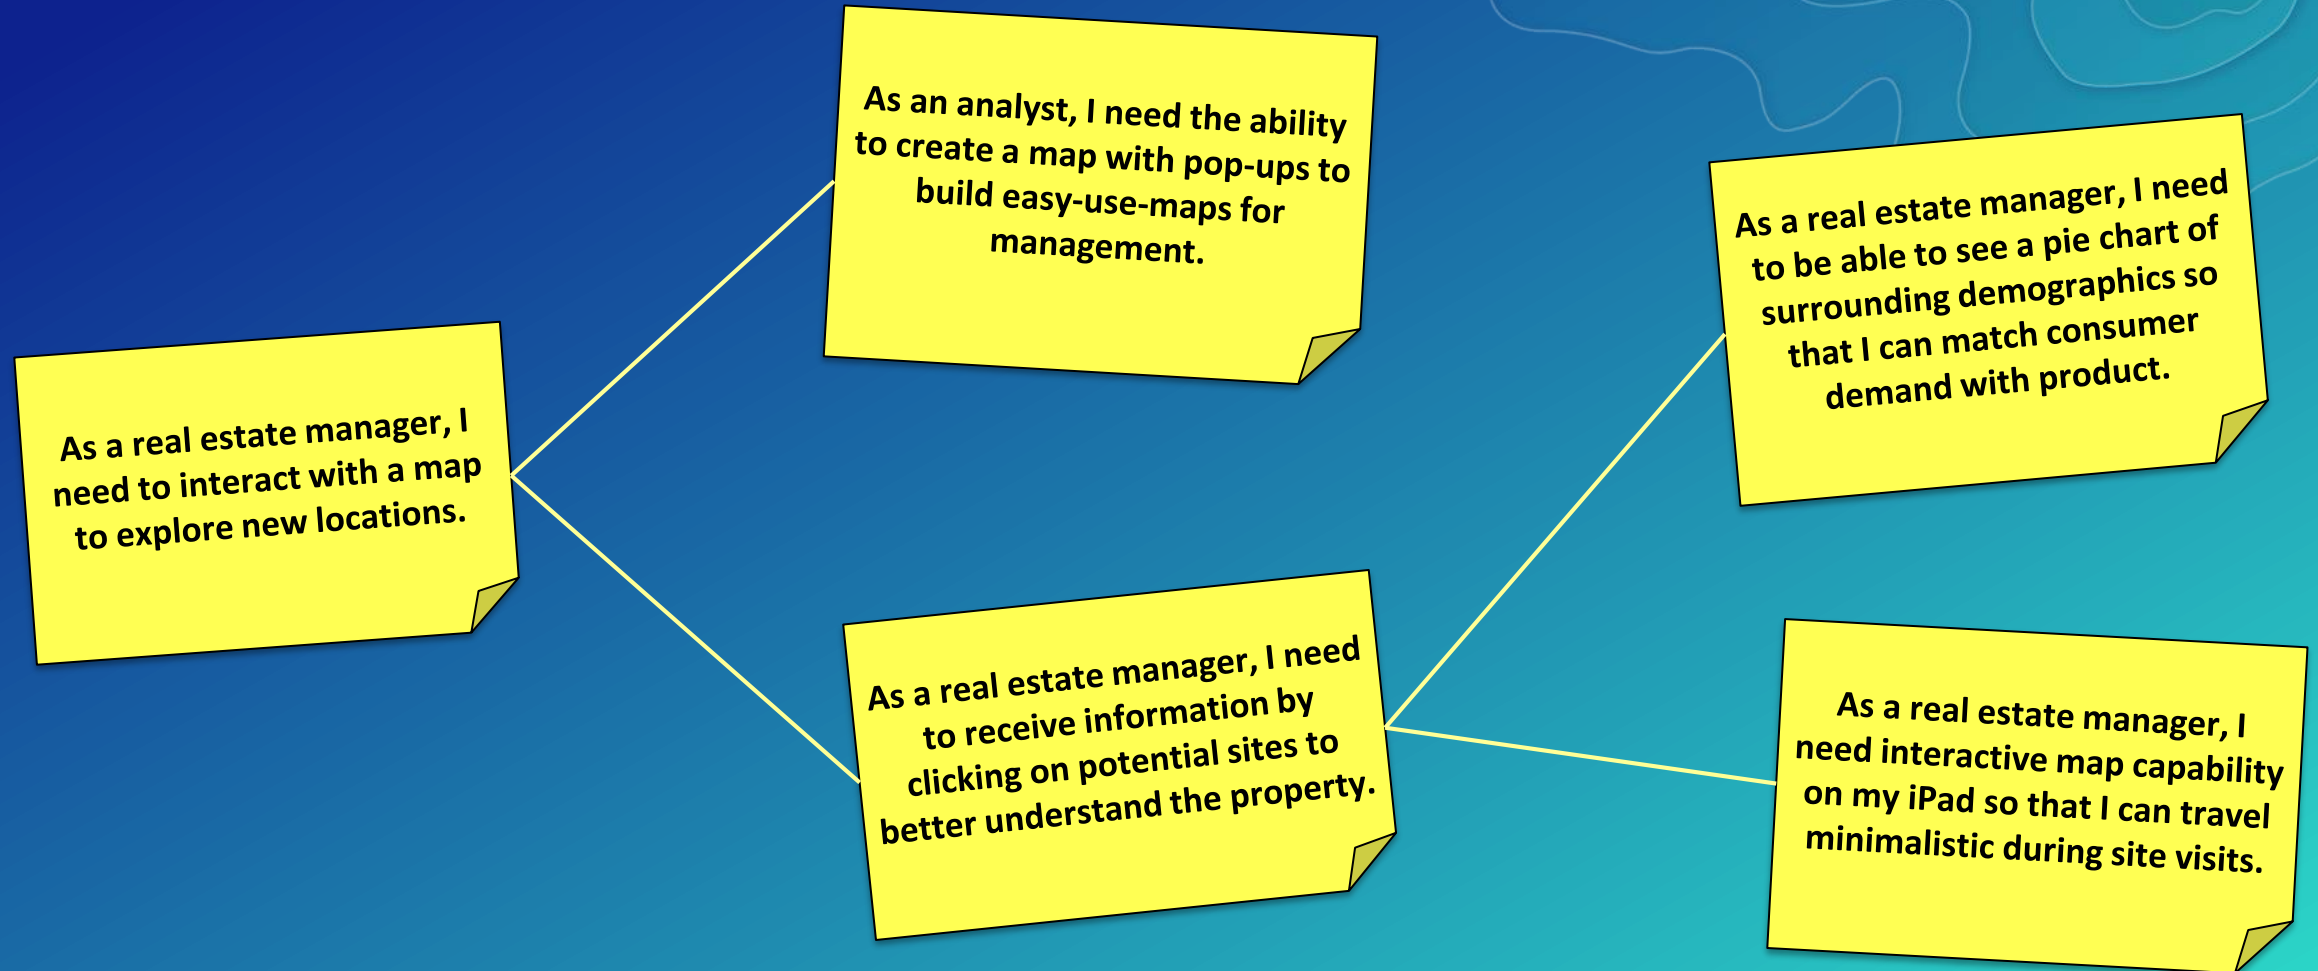 As a real estate manager, I
need to interact with a map
to explore new locations.
As an analyst, I need the ability
to create a map with pop-ups to
build easy-use-maps for
management.
As a real estate manager, I need
to receive information by
clicking on potential sites to
better understand the property.
As a real estate manager, I need
to be able to see a pie chart of
surrounding demographics so
that I can match consumer
demand with product.
As a real estate manager, I
need interactive map capability
on my iPad so that I can travel
minimalistic during site visits.